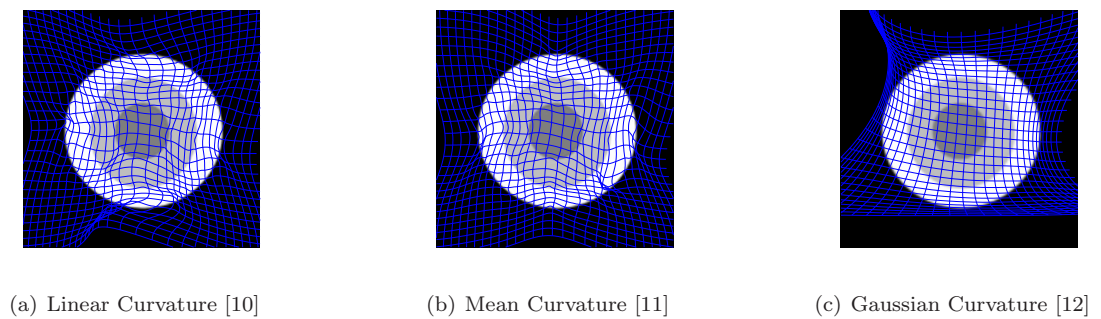 (a) Linear Curvature [10]
(b) Mean Curvature [11]
(c) Gaussian Curvature [12]